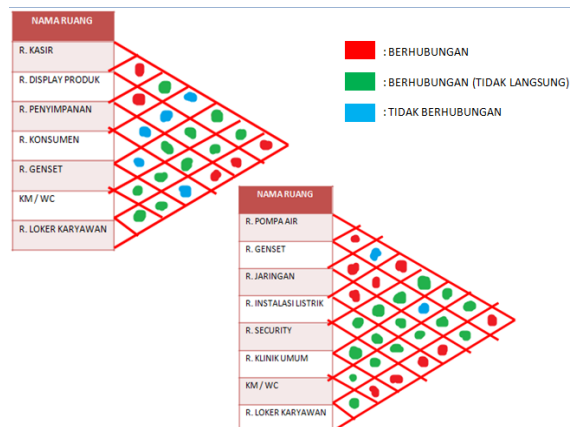 NAMA RUANG
R. KASIR
R. DISPLAY PRODUK
R. PENYIMPANAN
R. KONSUMEN
R. GENSET
KM / WC
R. LOKER KARYAWAN
: BERHUBUNGAN
: BERHUBUNGAN (TIDAK LANGSUNG)
: TIDAK BERHUBUNGAN
NAMA RUANG
R. POMPA AIR
R. GENSET
R. JARINGAN
R. INSTALASI LISTRIK
R. SECURITY
R. KLINIK UMUM
KM / WC
R. LOKER KARYAWAN